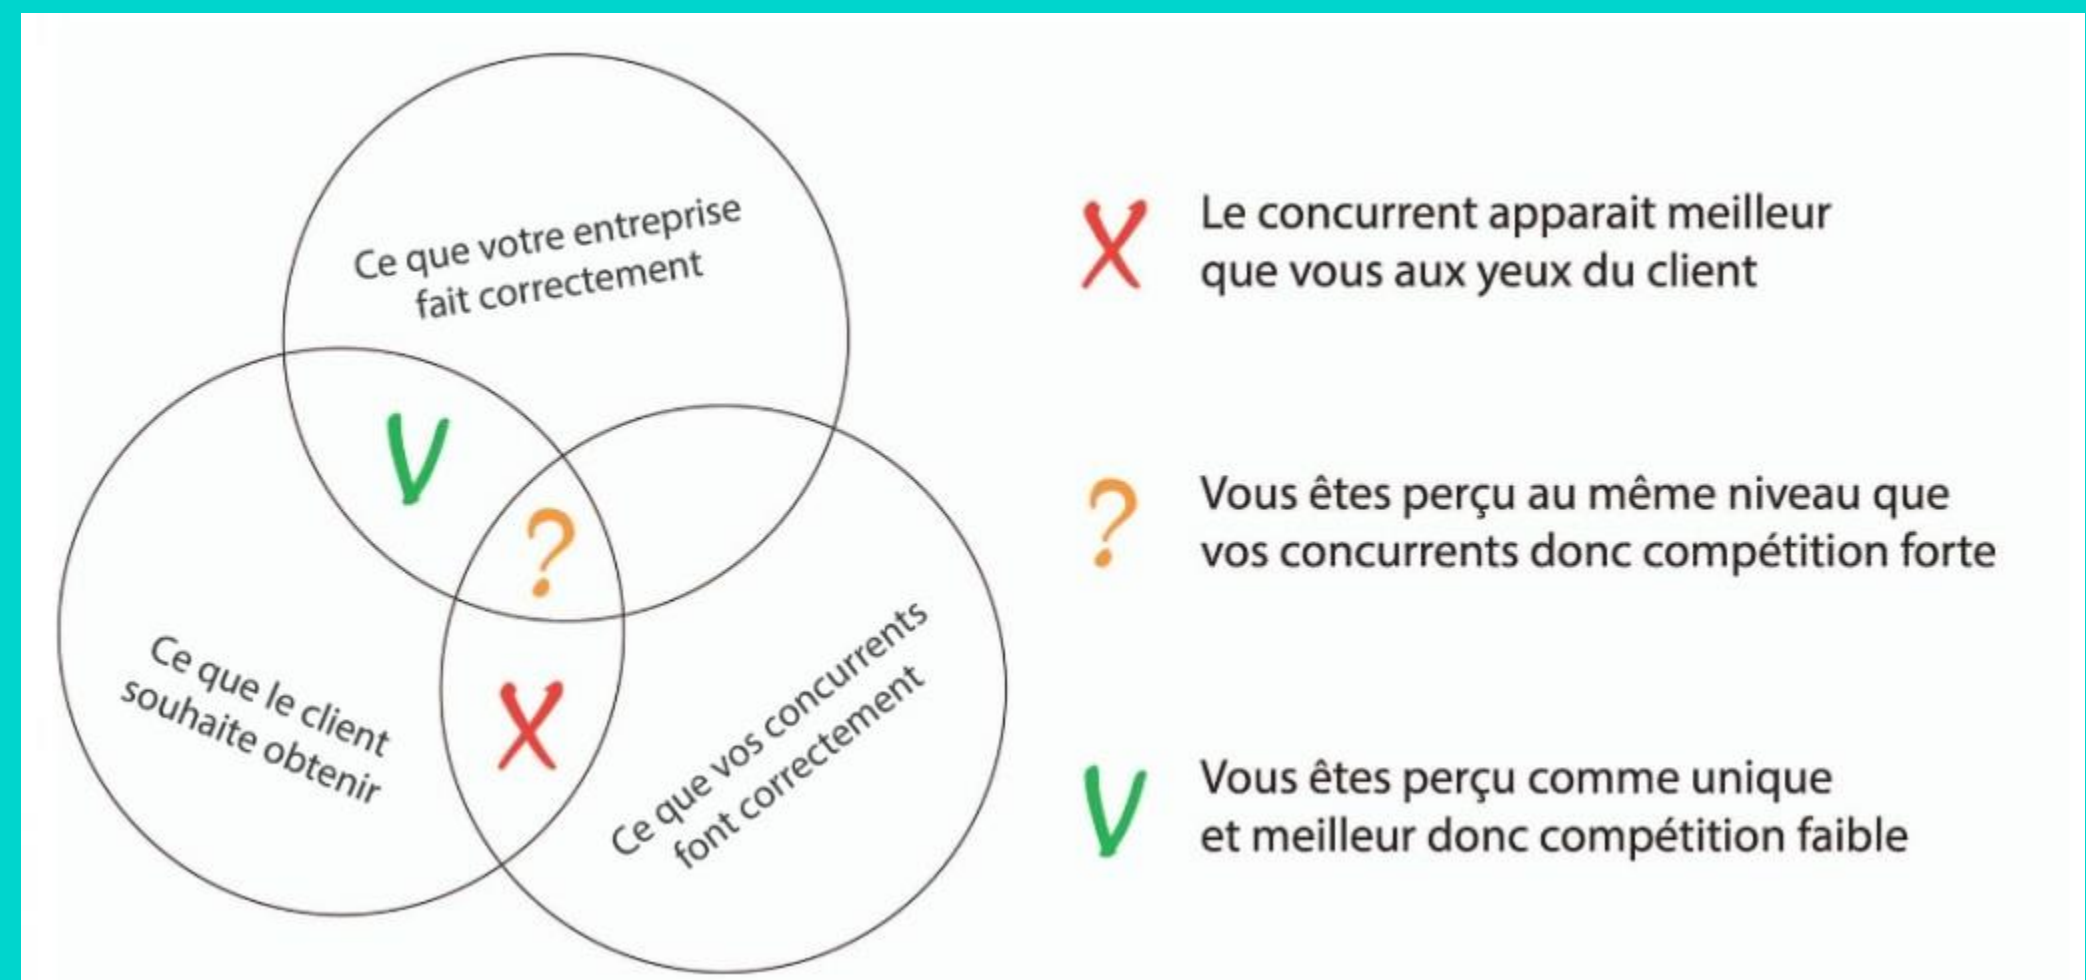 Ce que votre entreprise
fait correctement
V
?
X
Ce que le client
souhaite obtenir
Ce que vos concurrents
font correctement
X
Le concurrent apparait meilleur
que vous aux yeux du client
?
Vous êtes perçu au même niveau que
vos concurrents donc compétition forte
V
Vous êtes perçu comme unique
et meilleur donc compétition faible